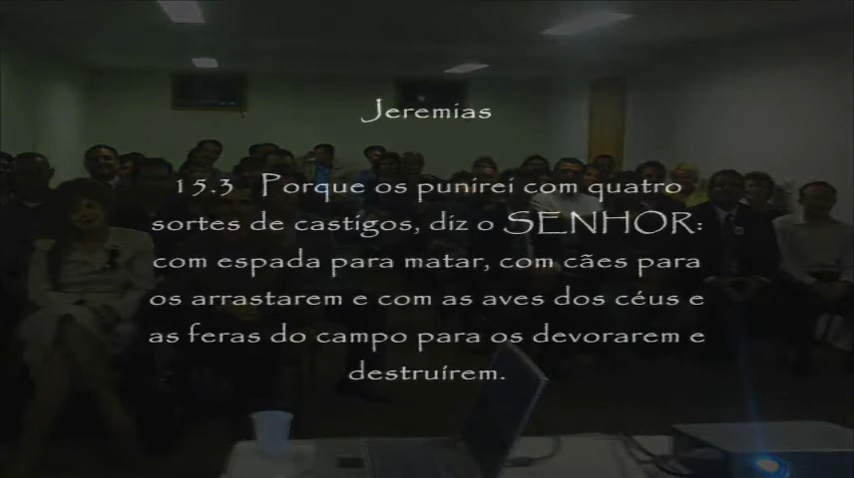 Jeremias
15.3 Porque os punirei com quatro
sortes de castigos, diz o SENHOR:
com espada para matar, com cães para
os arrastarem e com as aves dos céus e
as feras do campo para os devorarem e
destruírem.